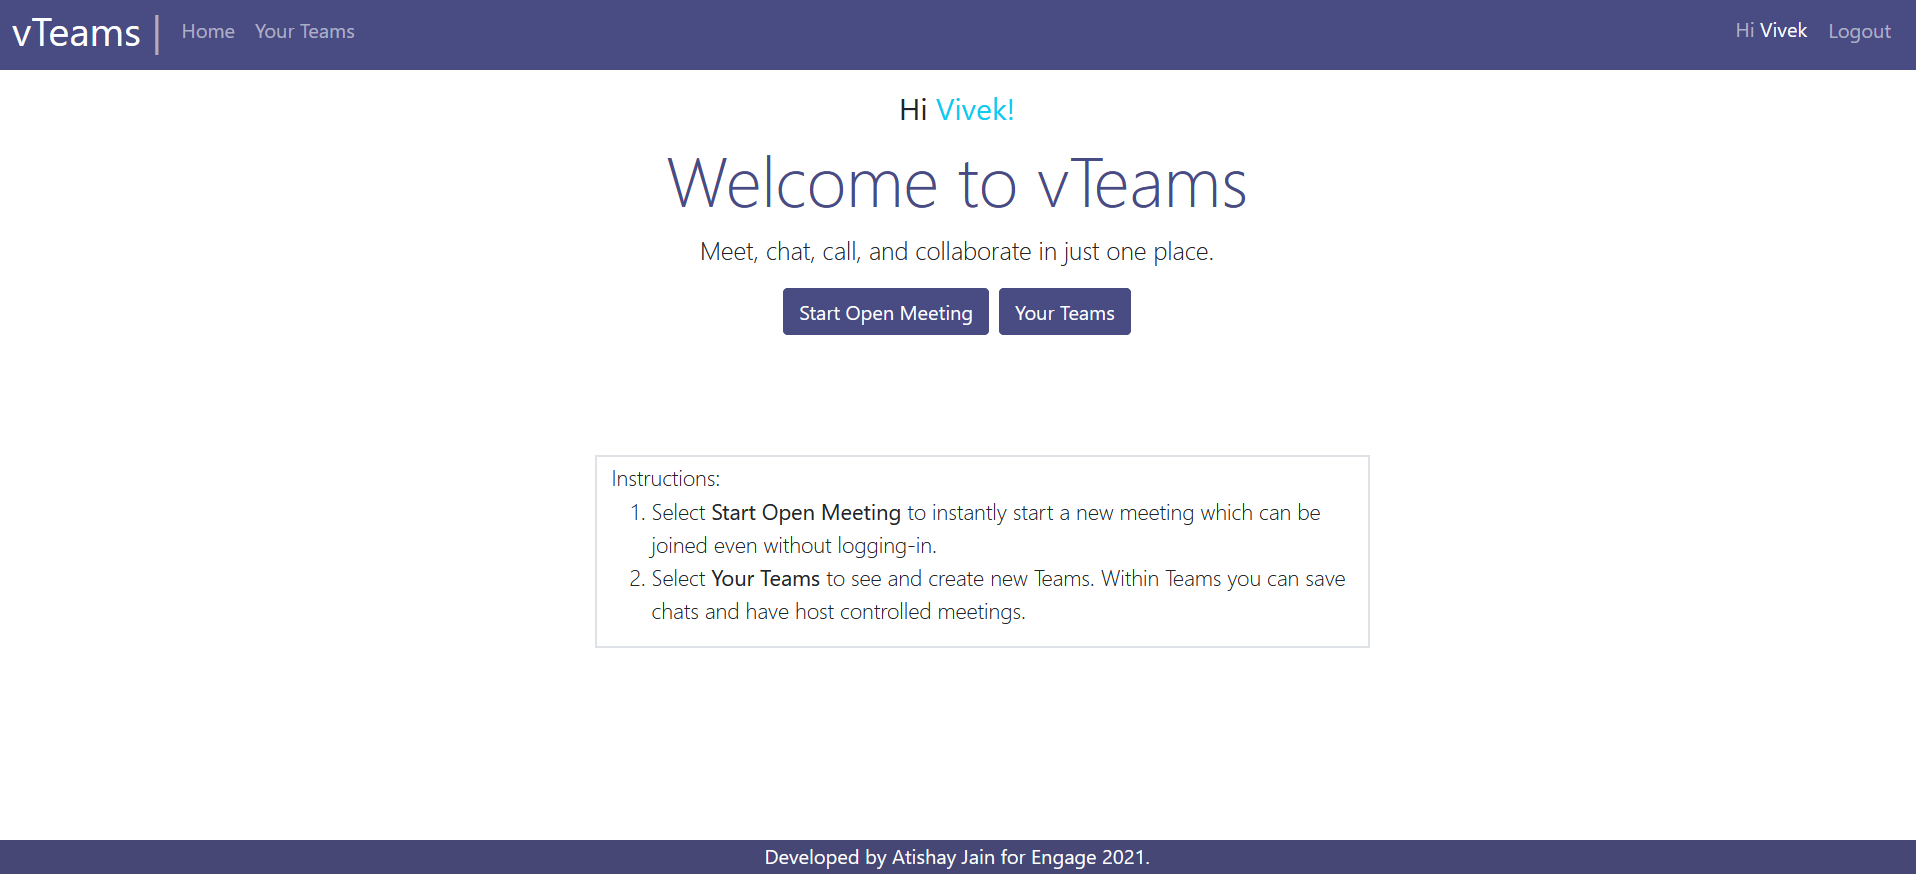 vTeams | Home Your Teams Hi Vivek Logout
Hi Vivek!
Welcome to vTeams
Meet, chat, call, and collaborate in just one place.
Start Open Meeting Your Teams
Instructions:
1. Select Start Open Meeting to instantly start a new meeting which can be
joined even without logging-in.
2. Select Your Teams to see and create new Teams. Within Teams you can save
chats and have host controlled meetings.
Developed by Atishay Jain for Engage 2021.